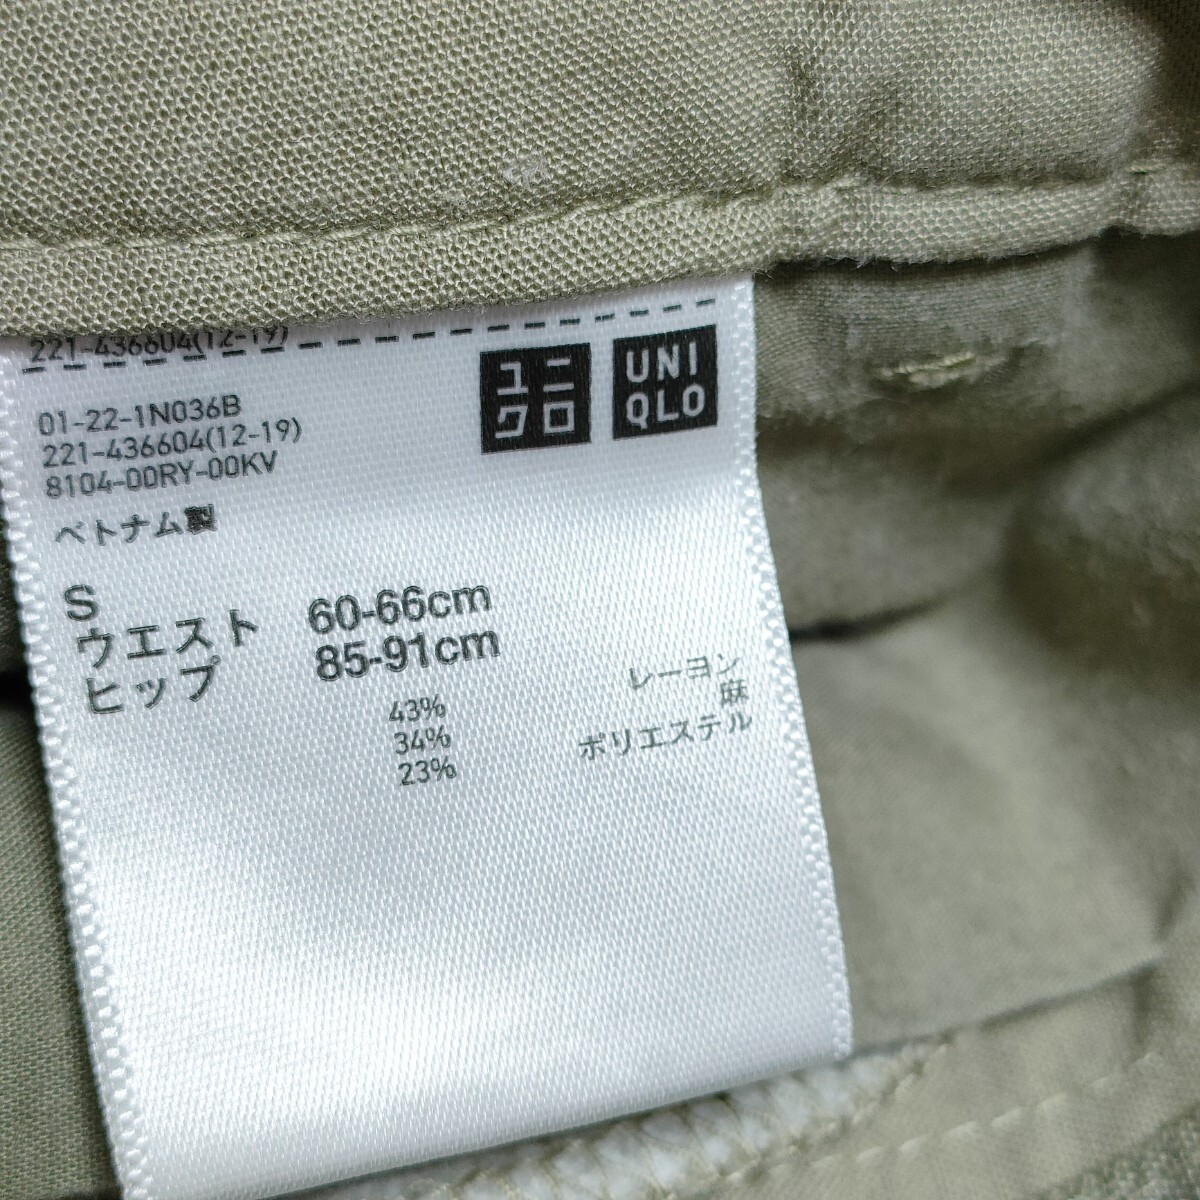 221-436604(12-19)
ユニクロ
UNIQLO
01-22-1N036B
221-436604(12-19)
8104-00RY-00KV
ベトナム製
S
ウエスト 60-66cm
ヒップ 85-91cm
43% レーヨン
34% 麻
23% ポリエステル